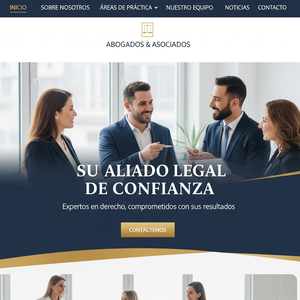 INICIO SOBRE NOSOTROS ÁREAS DE PRÁCTICA NUESTRO EQUIPO NOTICIAS CONTACTO
ABOGADOS & ASOCIADOS
SU ALIADO LEGAL
DE CONFIANZA
Expertos en derecho, comprometidos con sus resultados
CONTÁCTENOS